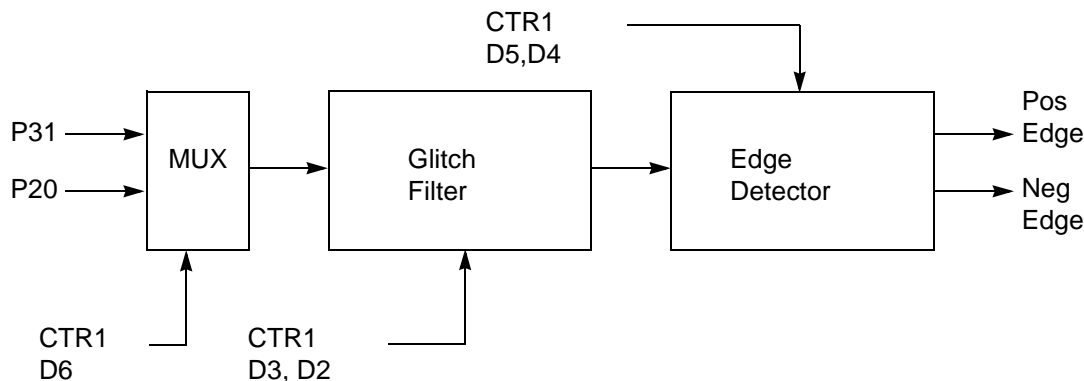 CTR1
D5,D4
P31
P20
MUX
Glitch
Filter
Edge
Detector
Pos
Edge
Neg
Edge
CTR1
D6
CTR1
D3, D2